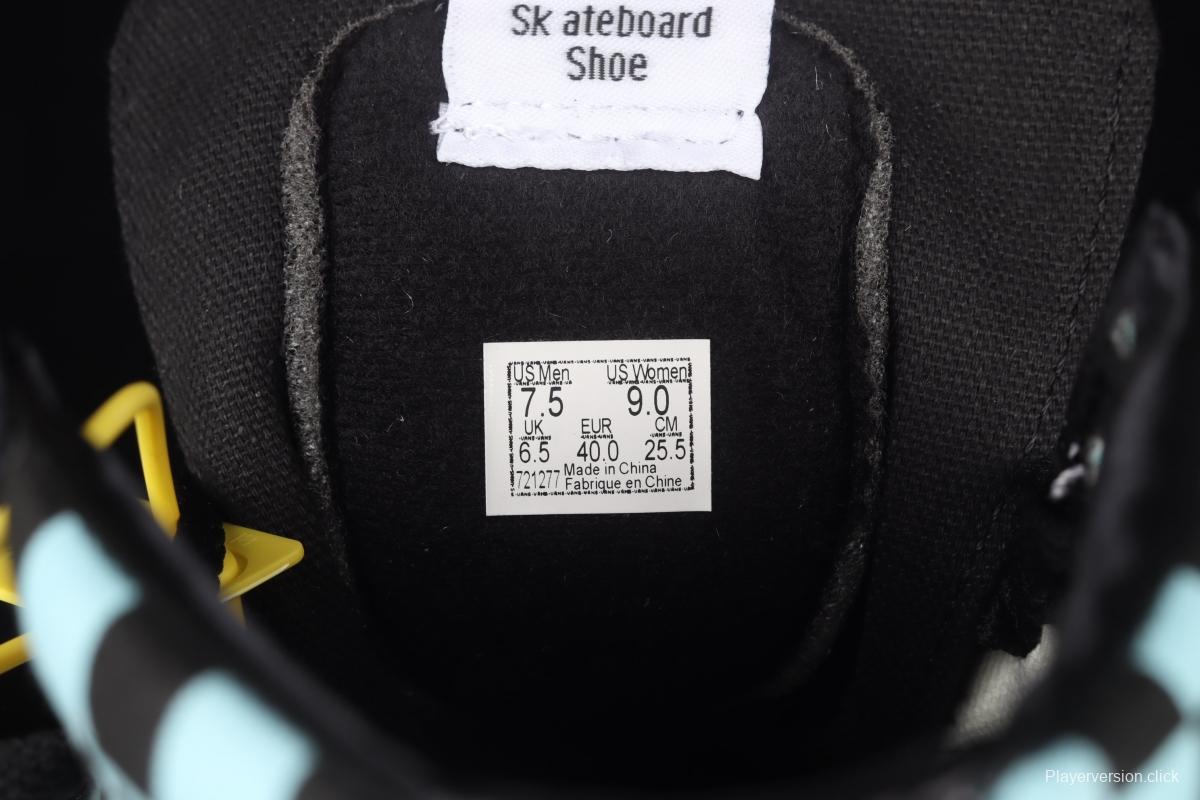 Sk ateboard
Shoe
US Men US Women
7.5 9.0
UK EUR CM
6.5 40.0 25.5
721277 Made in China
Fabrique en Chine
Playerversion.click